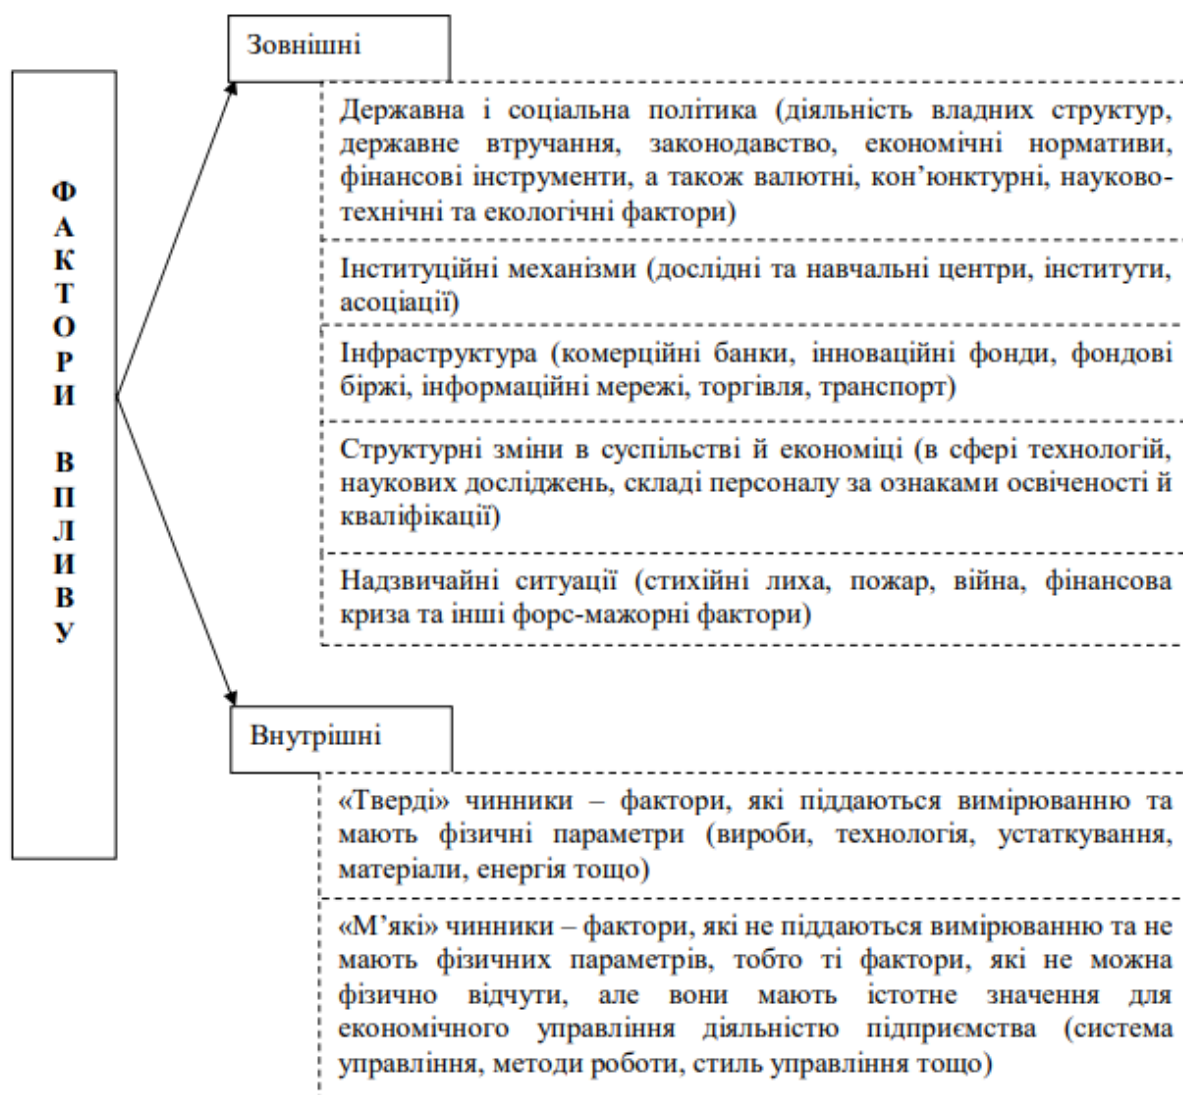 ФАКТОРИ ВПЛИВУ
Зовнішні
Державна і соціальна політика (діяльність владних структур,
державне втручання, законодавство, економічні нормативи,
фінансові інструменти, а також валютні, кон’юнктурні, науково-
технічні та екологічні фактори)
Інституційні механізми (дослідні та навчальні центри, інститути,
асоціації)
Інфраструктура (комерційні банки, інноваційні фонди, фондові
біржі, інформаційні мережі, торгівля, транспорт)
Структурні зміни в суспільстві й економіці (в сфері технологій,
наукових досліджень, складі персоналу за ознаками освіченості й
кваліфікації)
Надзвичайні ситуації (стихійні лиха, пожар, війна, фінансова
криза та інші форс-мажорні фактори)
Внутрішні
«Тверді» чинники – фактори, які піддаються вимірюванню та
мають фізичні параметри (вироби, технологія, устаткування,
матеріали, енергія тощо)
«М’які» чинники – фактори, які не піддаються вимірюванню та не
мають фізичних параметрів, тобто ті фактори, які не можна
фізично відчути, але вони мають істотне значення для
економічного управління діяльністю підприємства (система
управління, методи роботи, стиль управління тощо)